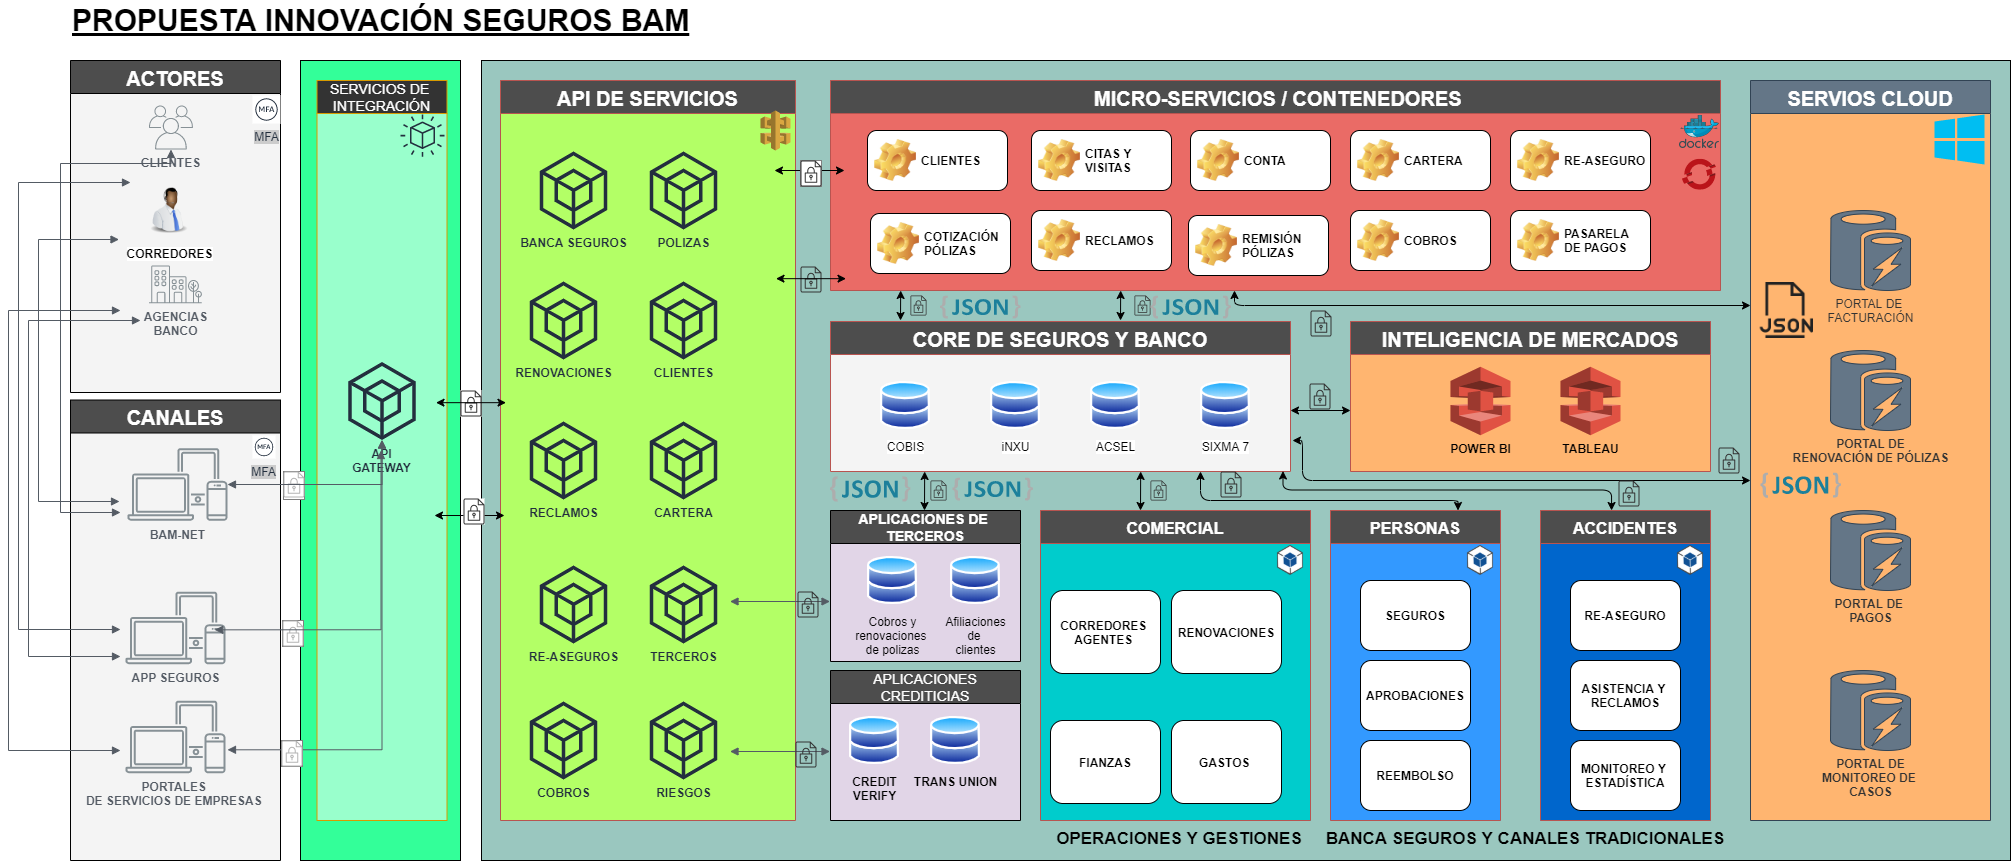 PROPUESTA INNOVACIÓN SEGUROS BAM
ACTORES
MFA
MFA
CLIENTES
CORREDORES
AGENCIAS
BANCO
CANALES
MFA
MFA
BAM-NET
APP SEGUROS
PORTALES
DE SERVICIOS DE EMPRESAS
SERVICIOS DE
INTEGRACIÓN
API
GATEWAY
API DE SERVICIOS
BANCA SEGUROS
POLIZAS
RENOVACIONES
CLIENTES
RECLAMOS
CARTERA
RE-ASEGUROS
TERCEROS
COBROS
RIESGOS
MICRO-SERVICIOS / CONTENEDORES
docker
CLIENTES
CITAS Y
VISITAS
CONTA
CARTERA
RE-ASEGURO
COTIZACIÓN
PÓLIZAS
RECLAMOS
REMISIÓN
PÓLIZAS
COBROS
PASARELA
DE PAGOS
{JSON}
{JSON}
CORE DE SEGUROS Y BANCO
COBIS
iNXU
ACSEL
SIXMA 7
INTELIGENCIA DE MERCADOS
POWER BI
TABLEAU
{JSON}
{JSON}
APLICACIONES DE
TERCEROS
Cobros y
renovaciones
de polizas
Afiliaciones
de
clientes
APLICACIONES
CREDITICIAS
CREDIT
VERIFY
TRANS UNION
COMERCIAL
CORREDORES
AGENTES
RENOVACIONES
FIANZAS
GASTOS
OPERACIONES Y GESTIONES
PERSONAS
SEGUROS
APROBACIONES
REEMBOLSO
ACCIDENTES
RE-ASEGURO
ASISTENCIA Y
RECLAMOS
MONITOREO Y
ESTADÍSTICA
BANCA SEGUROS Y CANALES TRADICIONALES
SERVIOS CLOUD
JSON
PORTAL DE
FACTURACIÓN
PORTAL DE
RENOVACIÓN DE PÓLIZAS
{JSON}
PORTAL DE
PAGOS
PORTAL DE
MONITOREO DE
CASOS